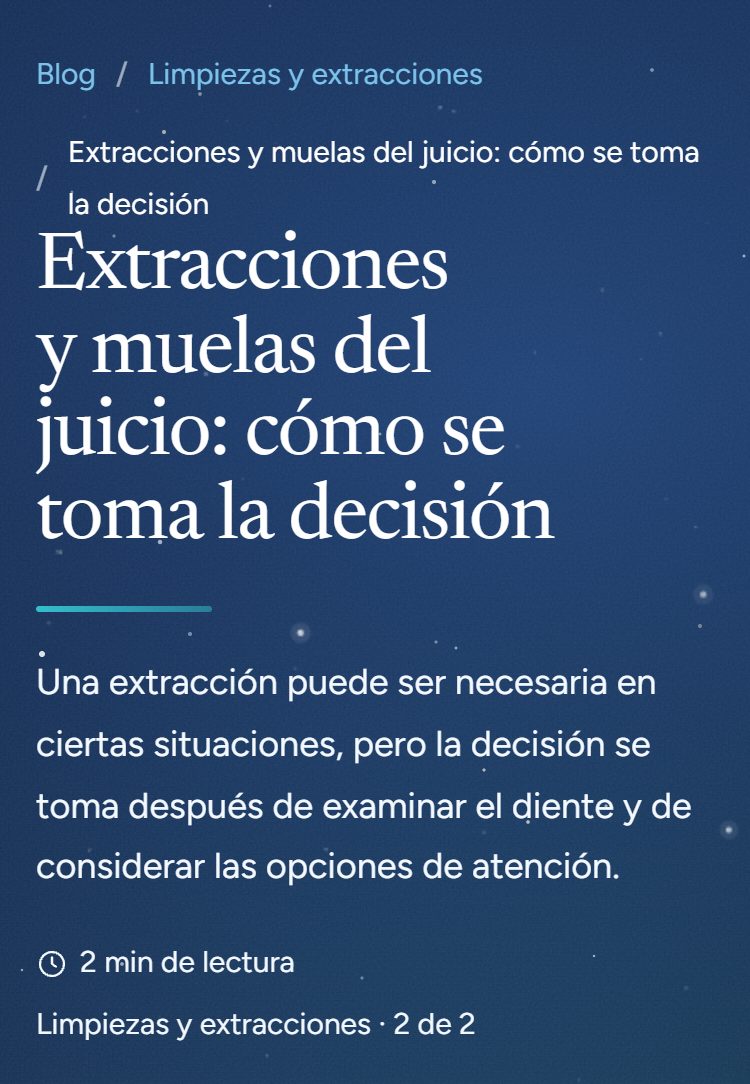 Blog / Limpiezas y extracciones
/ Extracciones y muelas del juicio: cómo se toma
la decisión
Extracciones
y muelas del
juicio: cómo se
toma la decisión
Una extracción puede ser necesaria en
ciertas situaciones, pero la decisión se
toma después de examinar el diente y de
considerar las opciones de atención.
2 min de lectura
Limpiezas y extracciones · 2 de 2